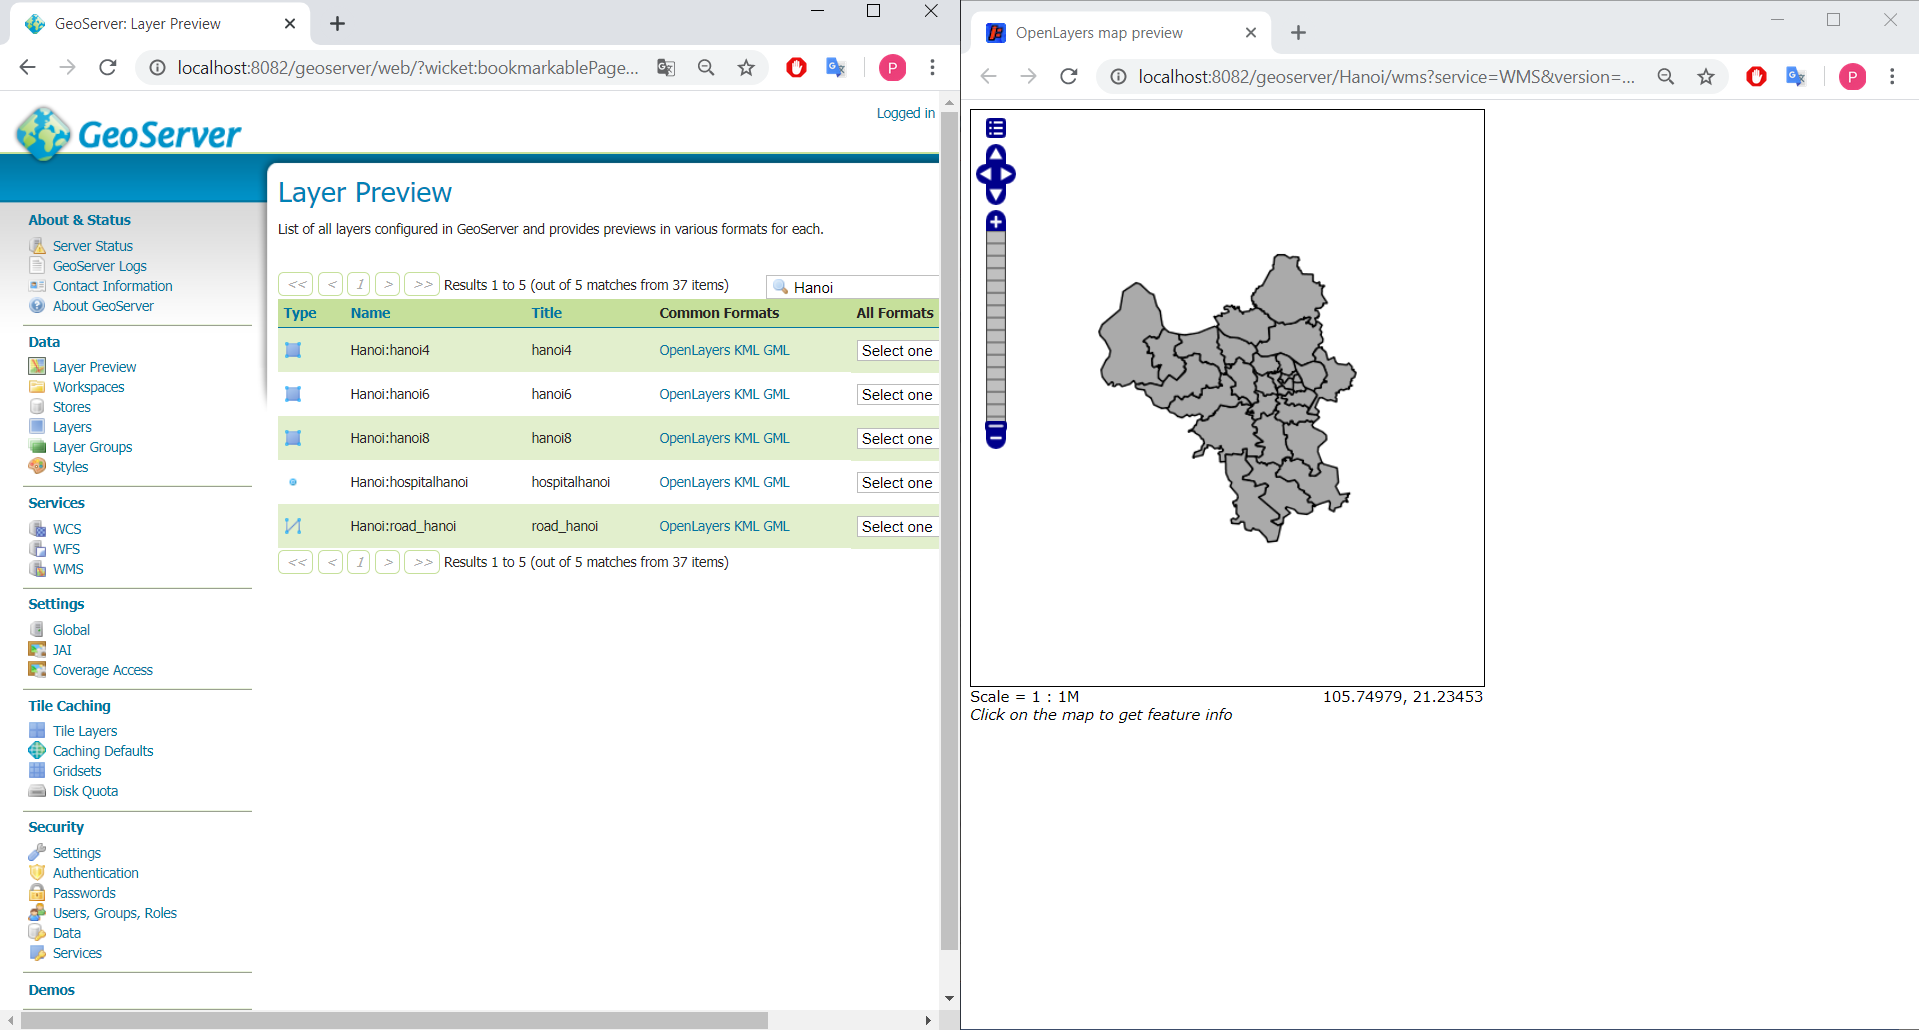 GeoServer: Layer Preview
localhost:8082/geoserver/web/?wicket:bookmarkablePage...
P
Logged in
GeoServer
About & Status
Server Status
GeoServer Logs
Contact Information
About GeoServer
Data
Layer Preview
Workspaces
Stores
Layers
Layer Groups
Styles
Services
WCS
WFS
WMS
Settings
Global
JAI
Coverage Access
Tile Caching
Tile Layers
Caching Defaults
Gridsets
Disk Quota
Security
Settings
Authentication
Passwords
Users, Groups, Roles
Data
Services
Demos
Layer Preview
List of all layers configured in GeoServer and provides previews in various formats for each.
<< < 1 > >> Results 1 to 5 (out of 5 matches from 37 items) Hanoi
Type Name Title Common Formats All Formats
Hanoi:hanoi4 hanoi4 OpenLayers KML GML Select one
Hanoi:hanoi6 hanoi6 OpenLayers KML GML Select one
Hanoi:hanoi8 hanoi8 OpenLayers KML GML Select one
Hanoi:hospitalhanoi hospitalhanoi OpenLayers KML GML Select one
Hanoi:road_hanoi road_hanoi OpenLayers KML GML Select one
<< < 1 > >> Results 1 to 5 (out of 5 matches from 37 items)
OpenLayers map preview
localhost:8082/geoserver/Hanoi/wms?service=WMS&version=...
P
Scale = 1 : 1M 105.74979, 21.23453
Click on the map to get feature info